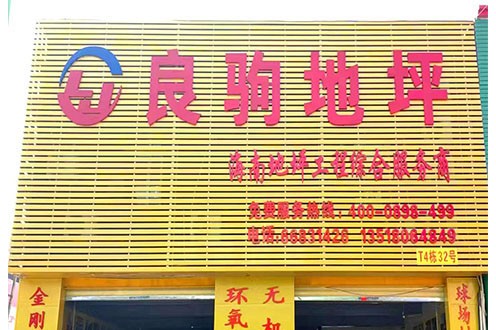 良驹地坪
海南地坪工程综合服务商
免费服务热线:400-0898-499
电话:66831426 13518064849
T4栋32号
金刚
环氧
无机
球场